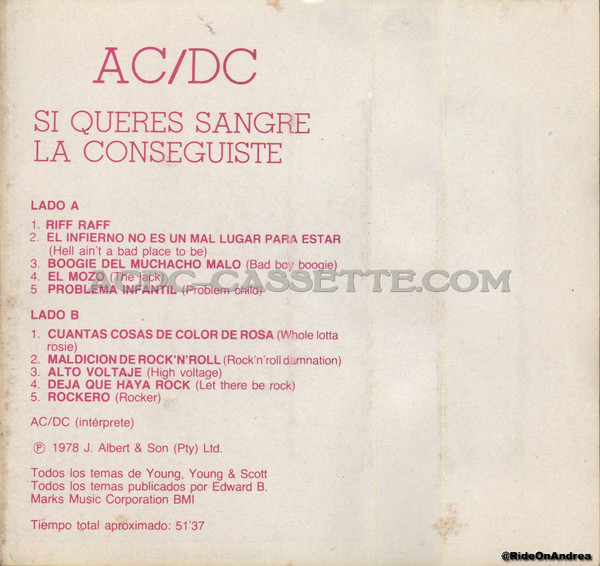 AC/DC
SI QUERES SANGRE
LA CONSEGUISTE
LADO A
1. RIFF RAFF
2. EL INFIERNO NO ES UN MAL LUGAR PARA ESTAR
(Hell ain't a bad place to be)
3. BOOGIE DEL MUCHACHO MALO (Bad boy boogie)
4. EL MOZO (The jack)
5 PROBLEMA INFANTIL (Problem child)
ACDC-CASSETTE.COM
LADO B
1. CUANTAS COSAS DE COLOR DE ROSA (Whole lotta
rosie)
2. MALDICION DE ROCK'N'ROLL (Rock'n'roll damnation)
3. ALTO VOLTAJE (High voltage)
4. DEJA QUE HAYA ROCK (Let there be rock)
5. ROCKERO (Rocker)
AC/DC (intérprete)
Ⓟ 1978 J. Albert & Son (Pty) Ltd.
Todos los temas de Young, Young & Scott
Todos los temas publicados por Edward B.
Marks Music Corporation BMI
Tiempo total aproximado: 51'37
@RideOnAndrea